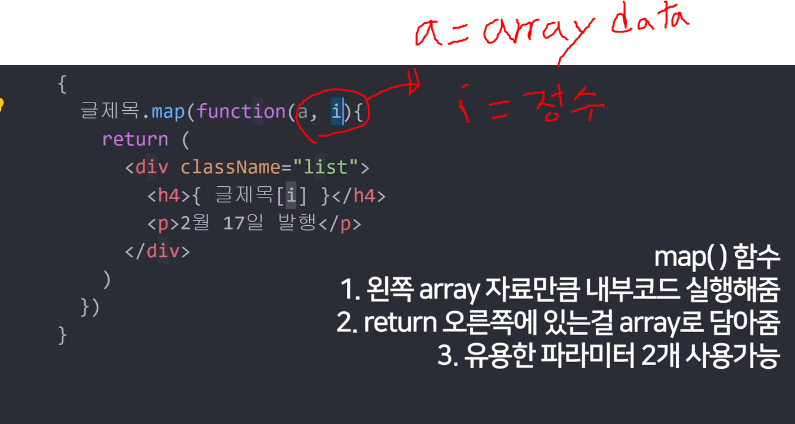 a = array data
i = 정수
{
글제목.map(function(a, i){
return (
<div className="list">
<h4>{ 글제목[i] }</h4>
<p>2월 17일 발행</p>
</div>
)
})
}
map( ) 함수
1. 왼쪽 array 자료만큼 내부코드 실행해줌
2. return 오른쪽에 있는걸 array로 담아줌
3. 유용한 파라미터 2개 사용가능